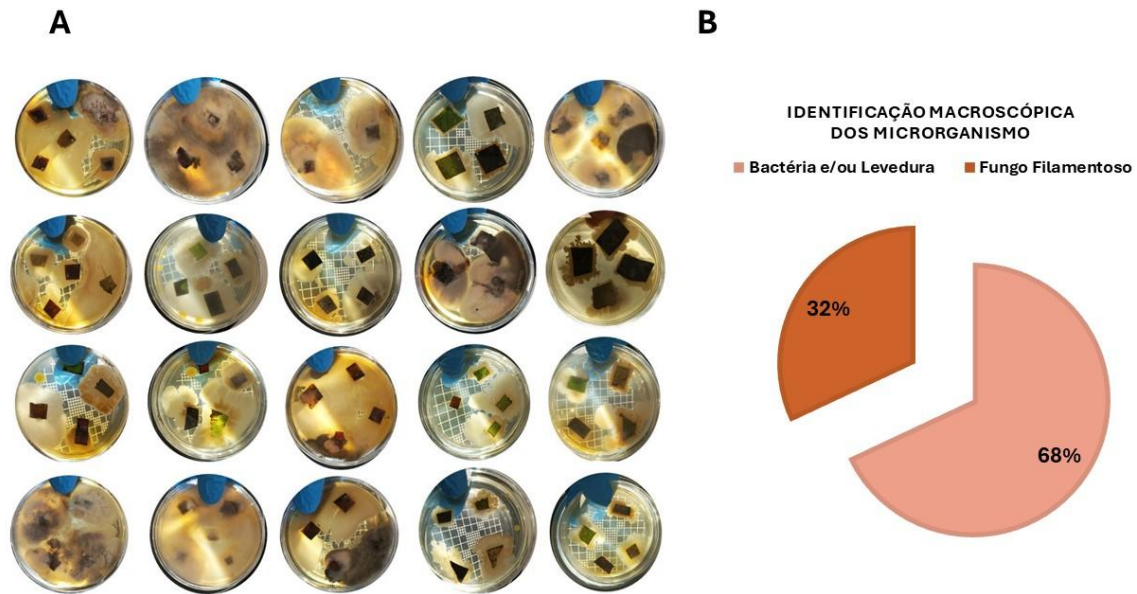 A
B
IDENTIFICAÇÃO MACROSCÓPICA
DOS MICRORGANISMO
Bactéria e/ou Levedura
Fungo Filamentoso
32%
68%